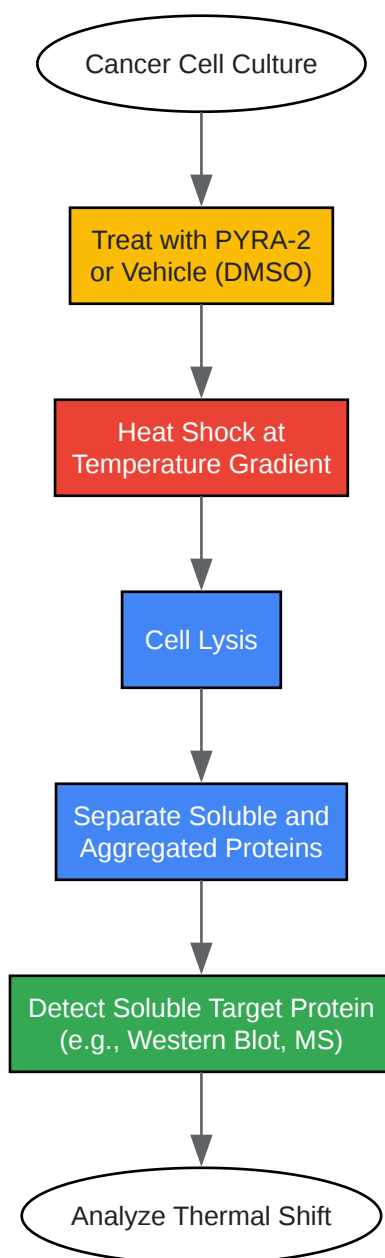 Cancer Cell Culture
Treat with PYRA-2
or Vehicle (DMSO)
Heat Shock at
Temperature Gradient
Cell Lysis
Separate Soluble and
Aggregated Proteins
Detect Soluble Target Protein
(e.g., Western Blot, MS)
Analyze Thermal Shift